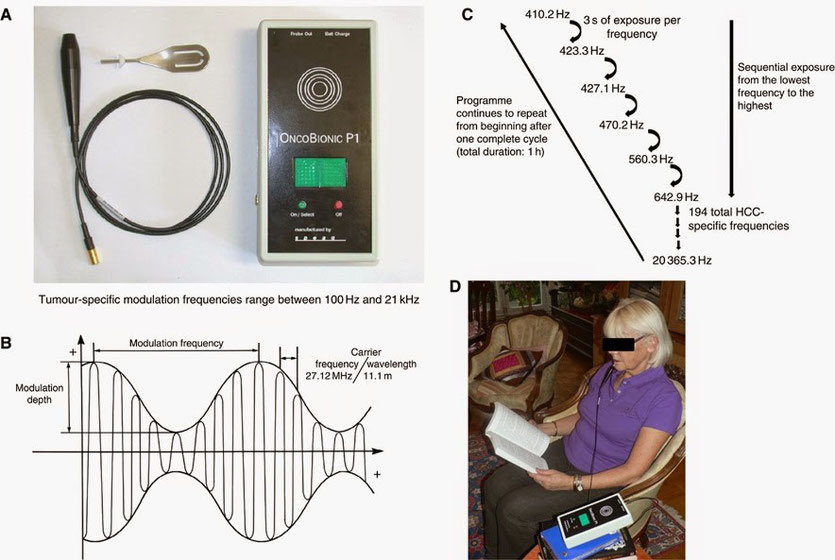 A
Probe Out Batt Charge
ONCOBIONIC P1
On/Select Off
manufactured by
Tumour-specific modulation frequencies range between 100 Hz and 21 kHz
B
+
Modulation frequency
Modulation
depth
Carrier
frequency/wavelength
27.12 MHz/11.1 m
+
C
410.2 Hz
3 s of exposure per
frequency
423.3 Hz
427.1 Hz
470.2 Hz
560.3 Hz
642.9 Hz
194 total HCC-
specific frequencies
20 365.3 Hz
Programme
continues to repeat
from beginning after
one complete cycle
(total duration: 1 h)
Sequential exposure
from the lowest
frequency to the
highest
D
ONCOBIONIC P1